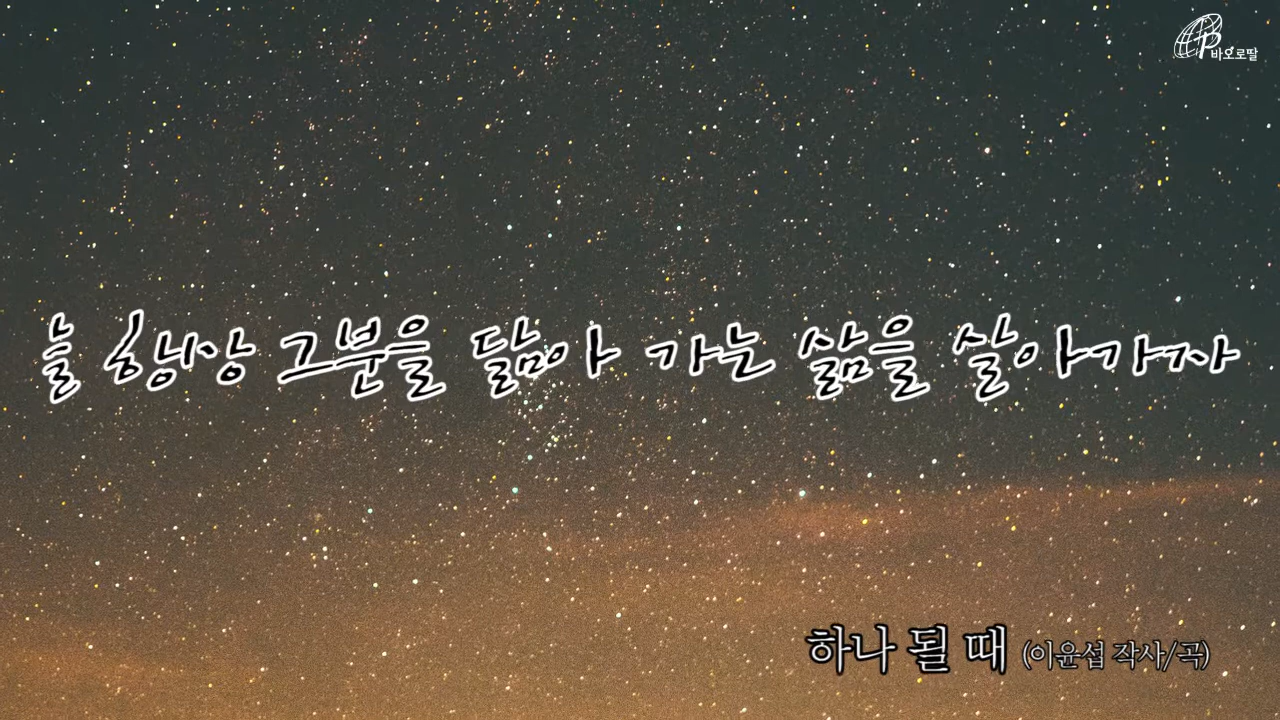 바오로딸
늘 항상 그분을 닮아 가는 삶을 살아가자
하나 될 때 (이윤섭 작사/곡)